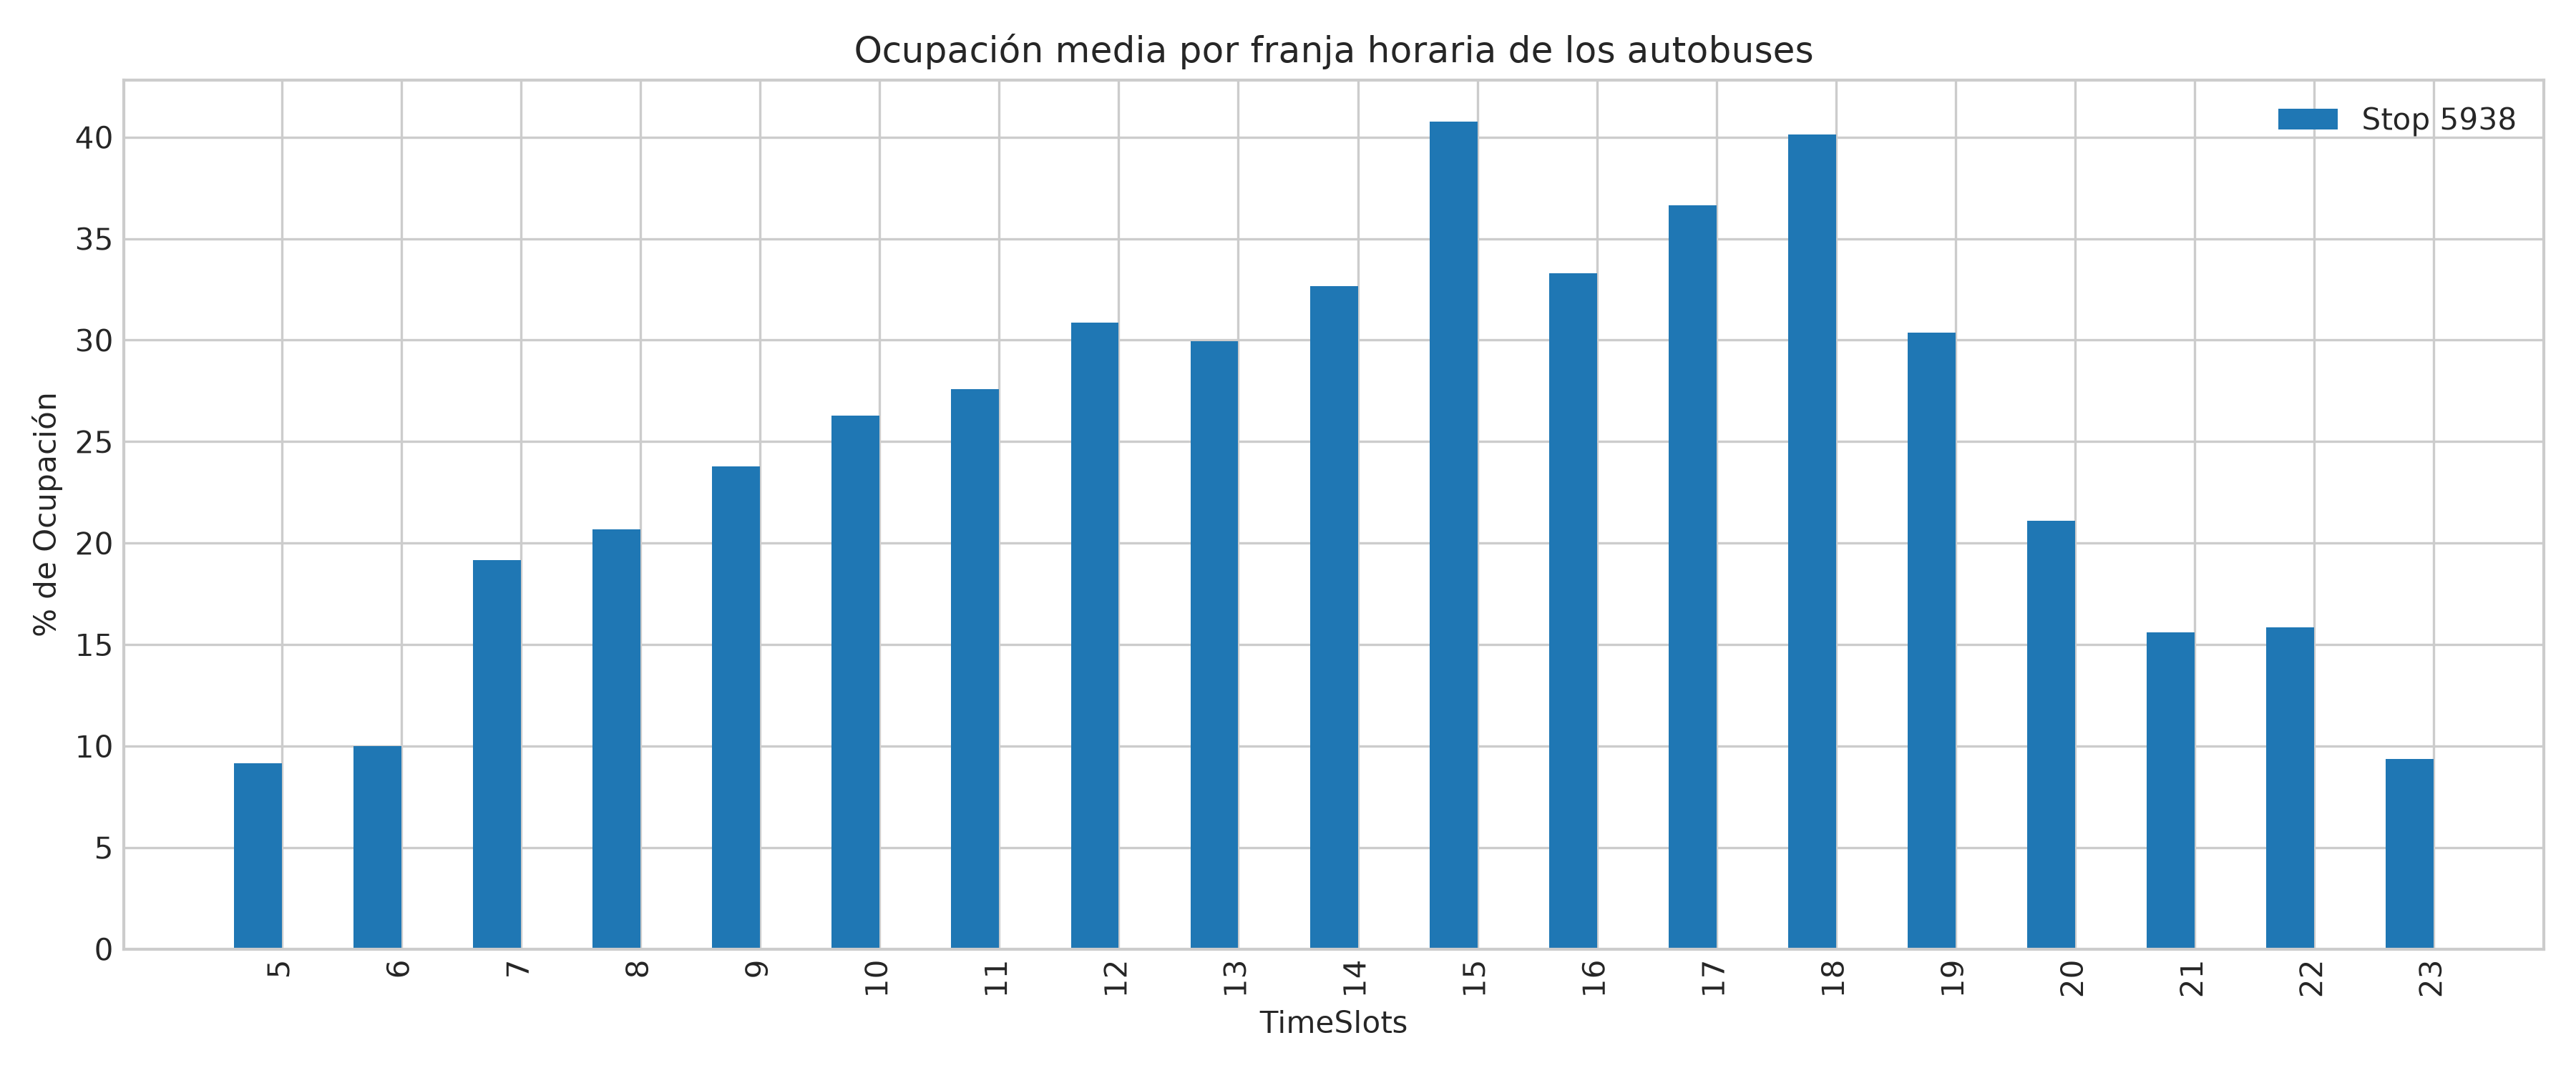 Ocupación media por franja horaria de los autobuses
Stop 5938
% de Ocupación
40
35
30
25
20
15
10
5
0
5 6 7 8 9 10 11 12 13 14 15 16 17 18 19 20 21 22 23
TimeSlots